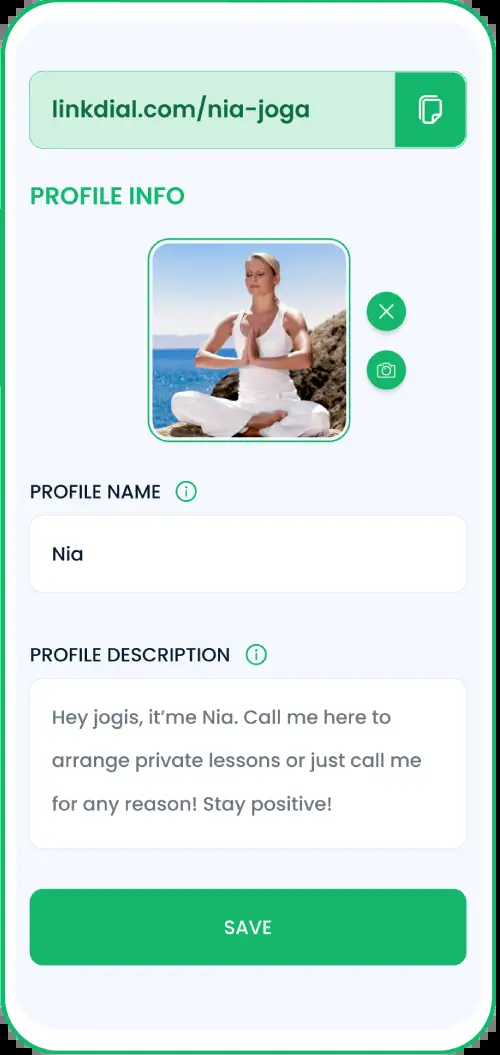 linkdial.com/nia-joga
PROFILE INFO
PROFILE NAME
Nia
PROFILE DESCRIPTION
Hey jogis, it’me Nia. Call me here to
arrange private lessons or just call me
for any reason! Stay positive!
SAVE